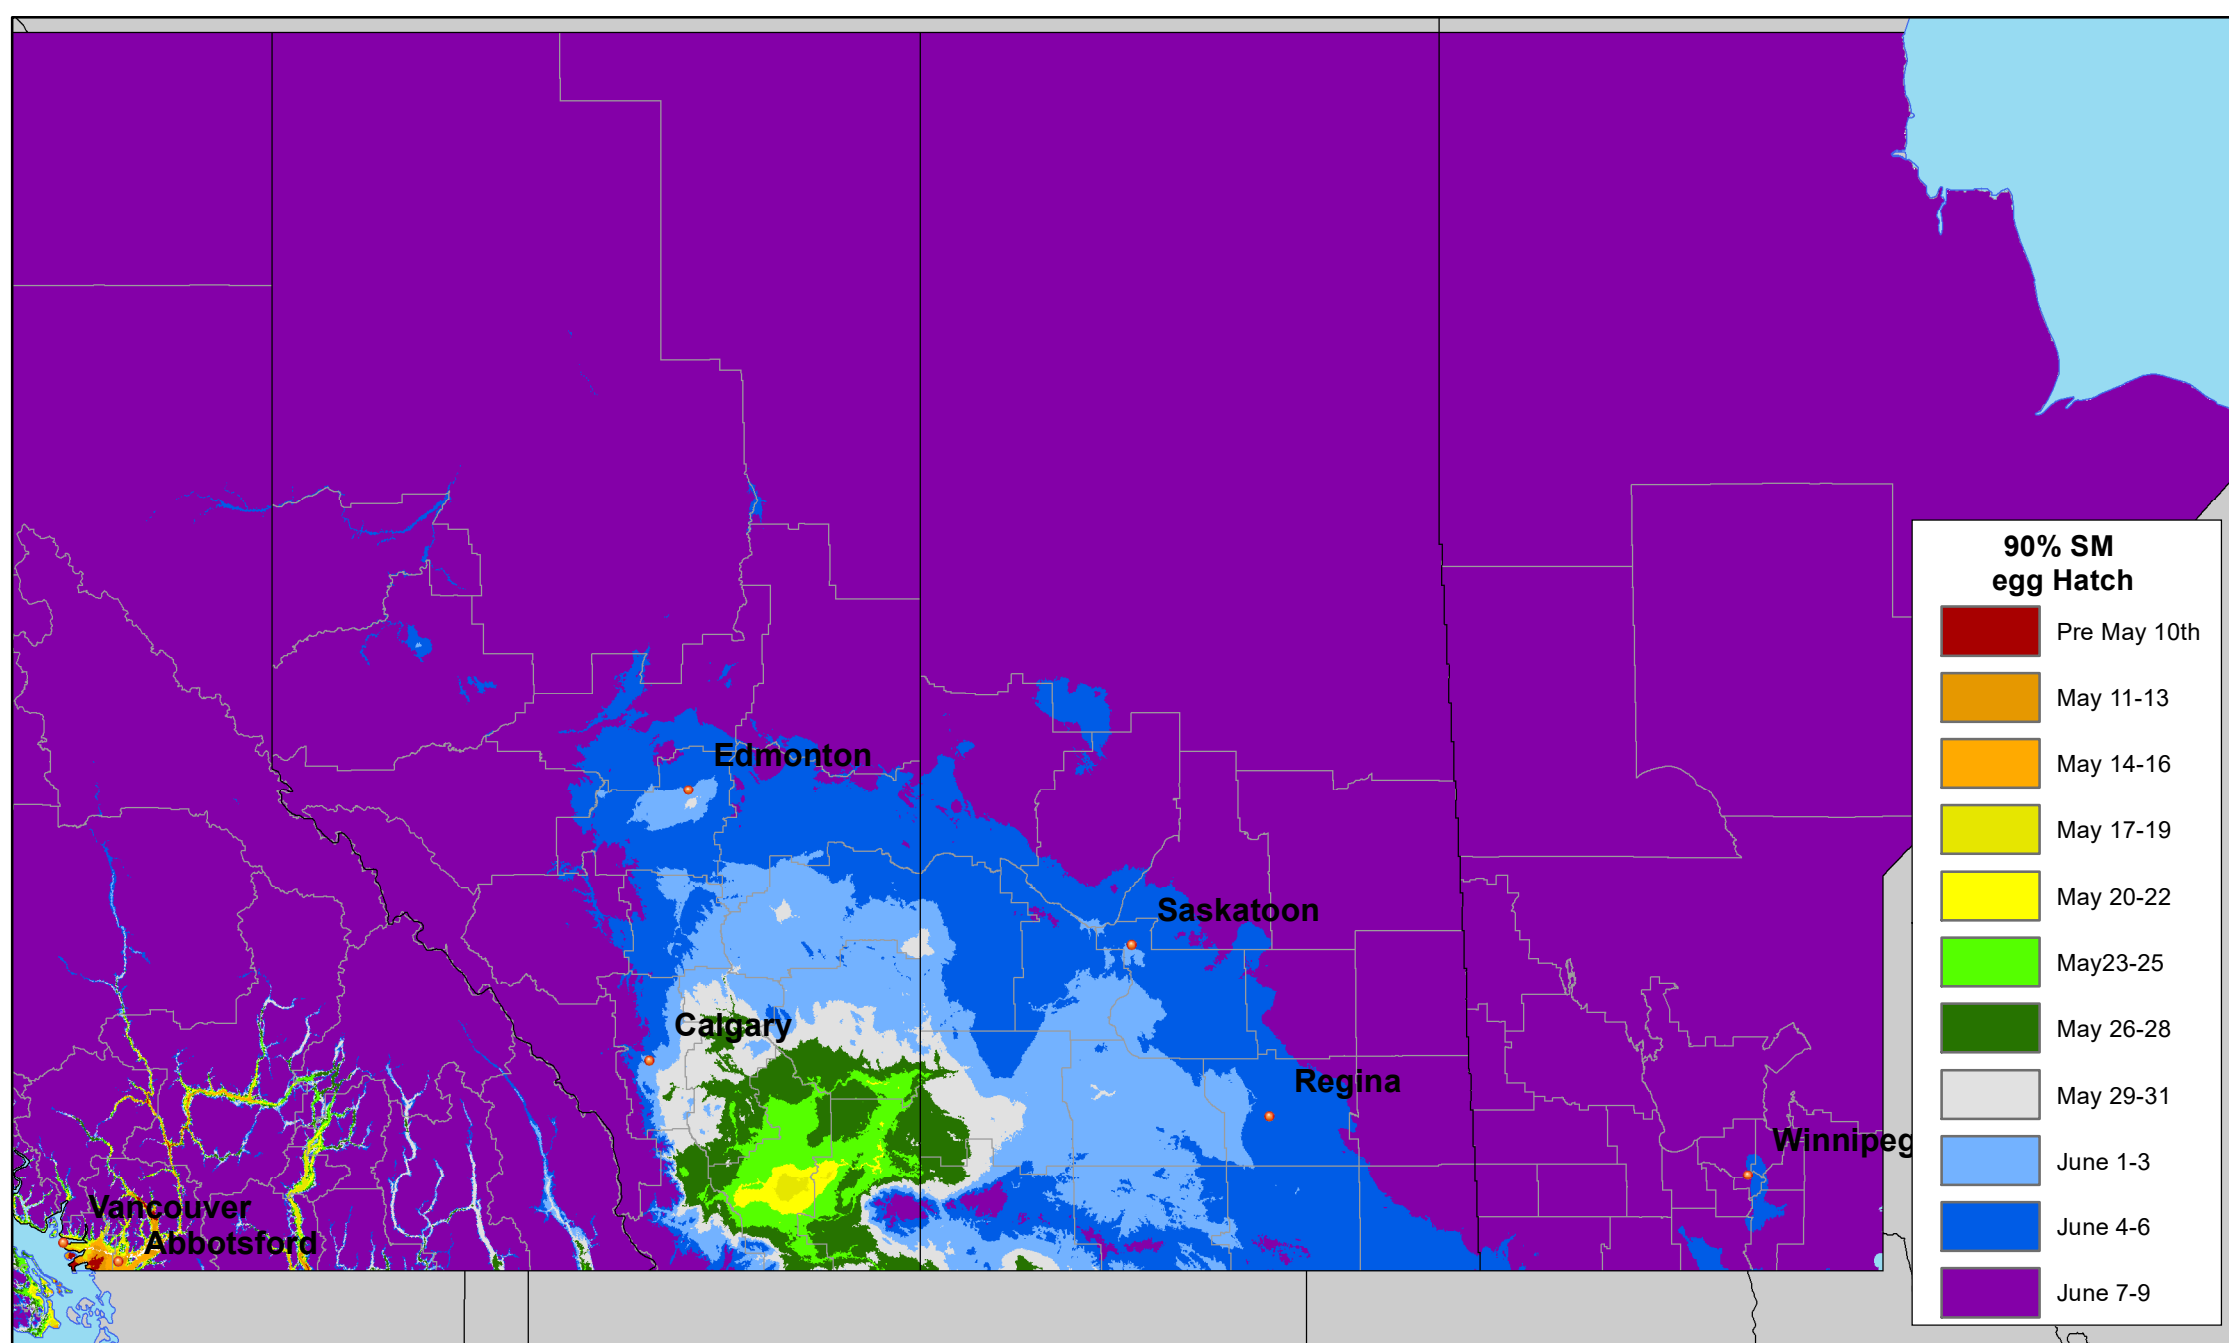 Edmonton
Saskatoon
Calgary
Regina
Winnipeg
Vancouver
Abbotsford
90% SM
egg Hatch
Pre May 10th
May 11-13
May 14-16
May 17-19
May 20-22
May23-25
May 26-28
May 29-31
June 1-3
June 4-6
June 7-9